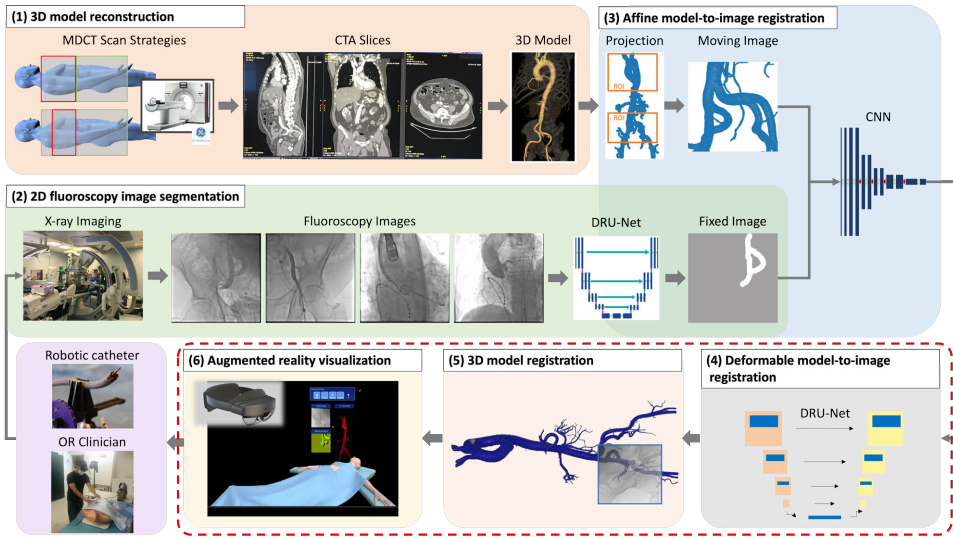 (1) 3D model reconstruction
MDCT Scan Strategies
CTA Slices
3D Model
(3) Affine model-to-image registration
Projection
Moving Image
ROI
ROI
CNN
(2) 2D fluoroscopy image segmentation
X-ray Imaging
Fluoroscopy Images
DRU-Net
Fixed Image
Robotic catheter
OR Clinician
(6) Augmented reality visualization
(5) 3D model registration
(4) Deformable model-to-image
registration
DRU-Net